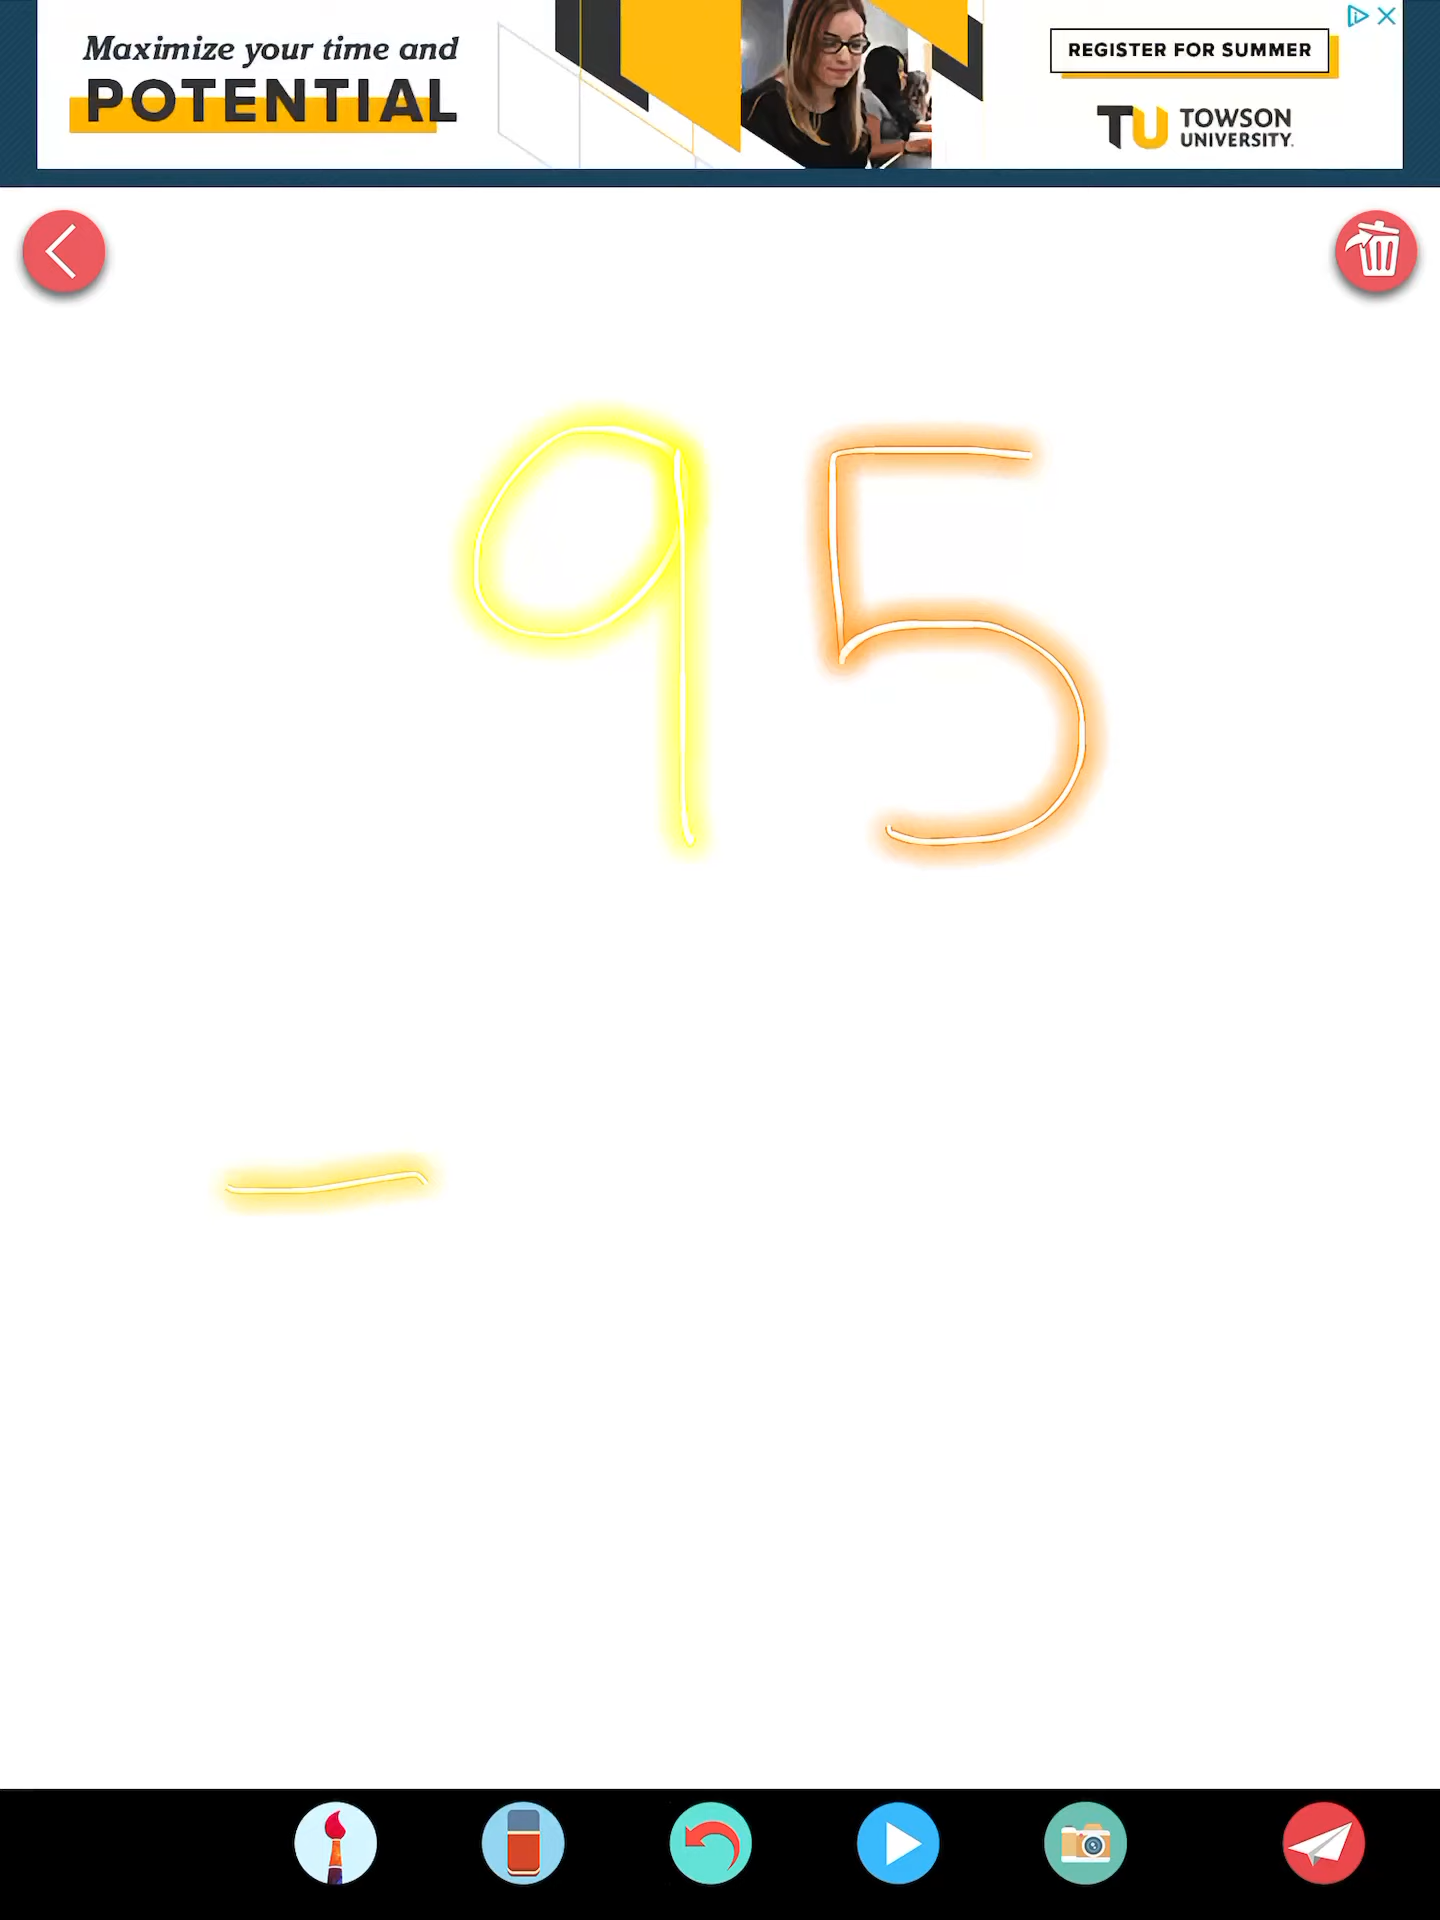 Maximize your time and
POTENTIAL
REGISTER FOR SUMMER
TU TOWSON
UNIVERSITY.
95
—